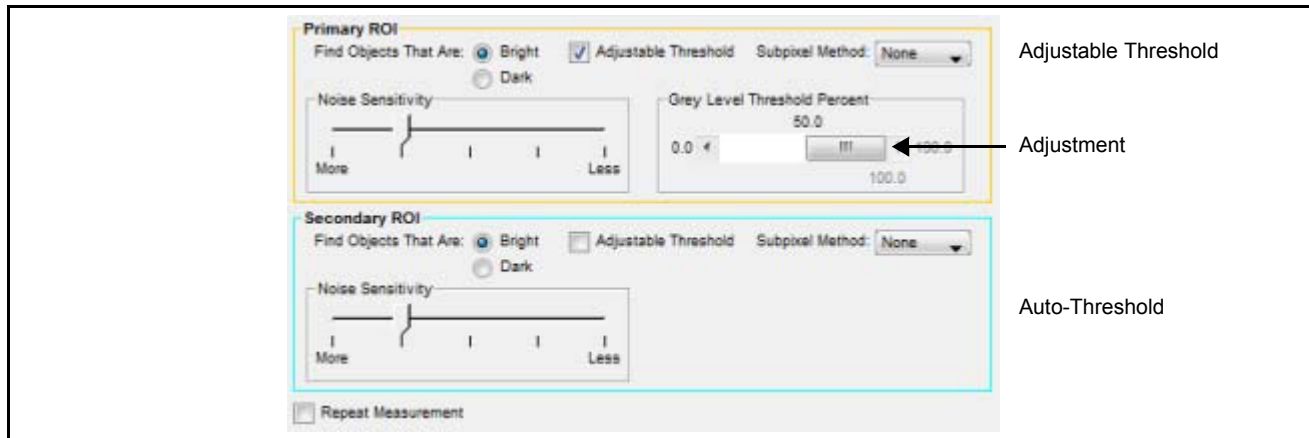 Primary ROI
Find Objects That Are: Bright Adjustable Threshold Subpixel Method: None
Dark
Noise Sensitivity
More Less
Grey Level Threshold Percent
50.0
0.0 100.0
100.0
Adjustable Threshold
Adjustment
Secondary ROI
Find Objects That Are: Bright Adjustable Threshold Subpixel Method: None
Dark
Noise Sensitivity
More Less
Auto-Threshold
Repeat Measurement